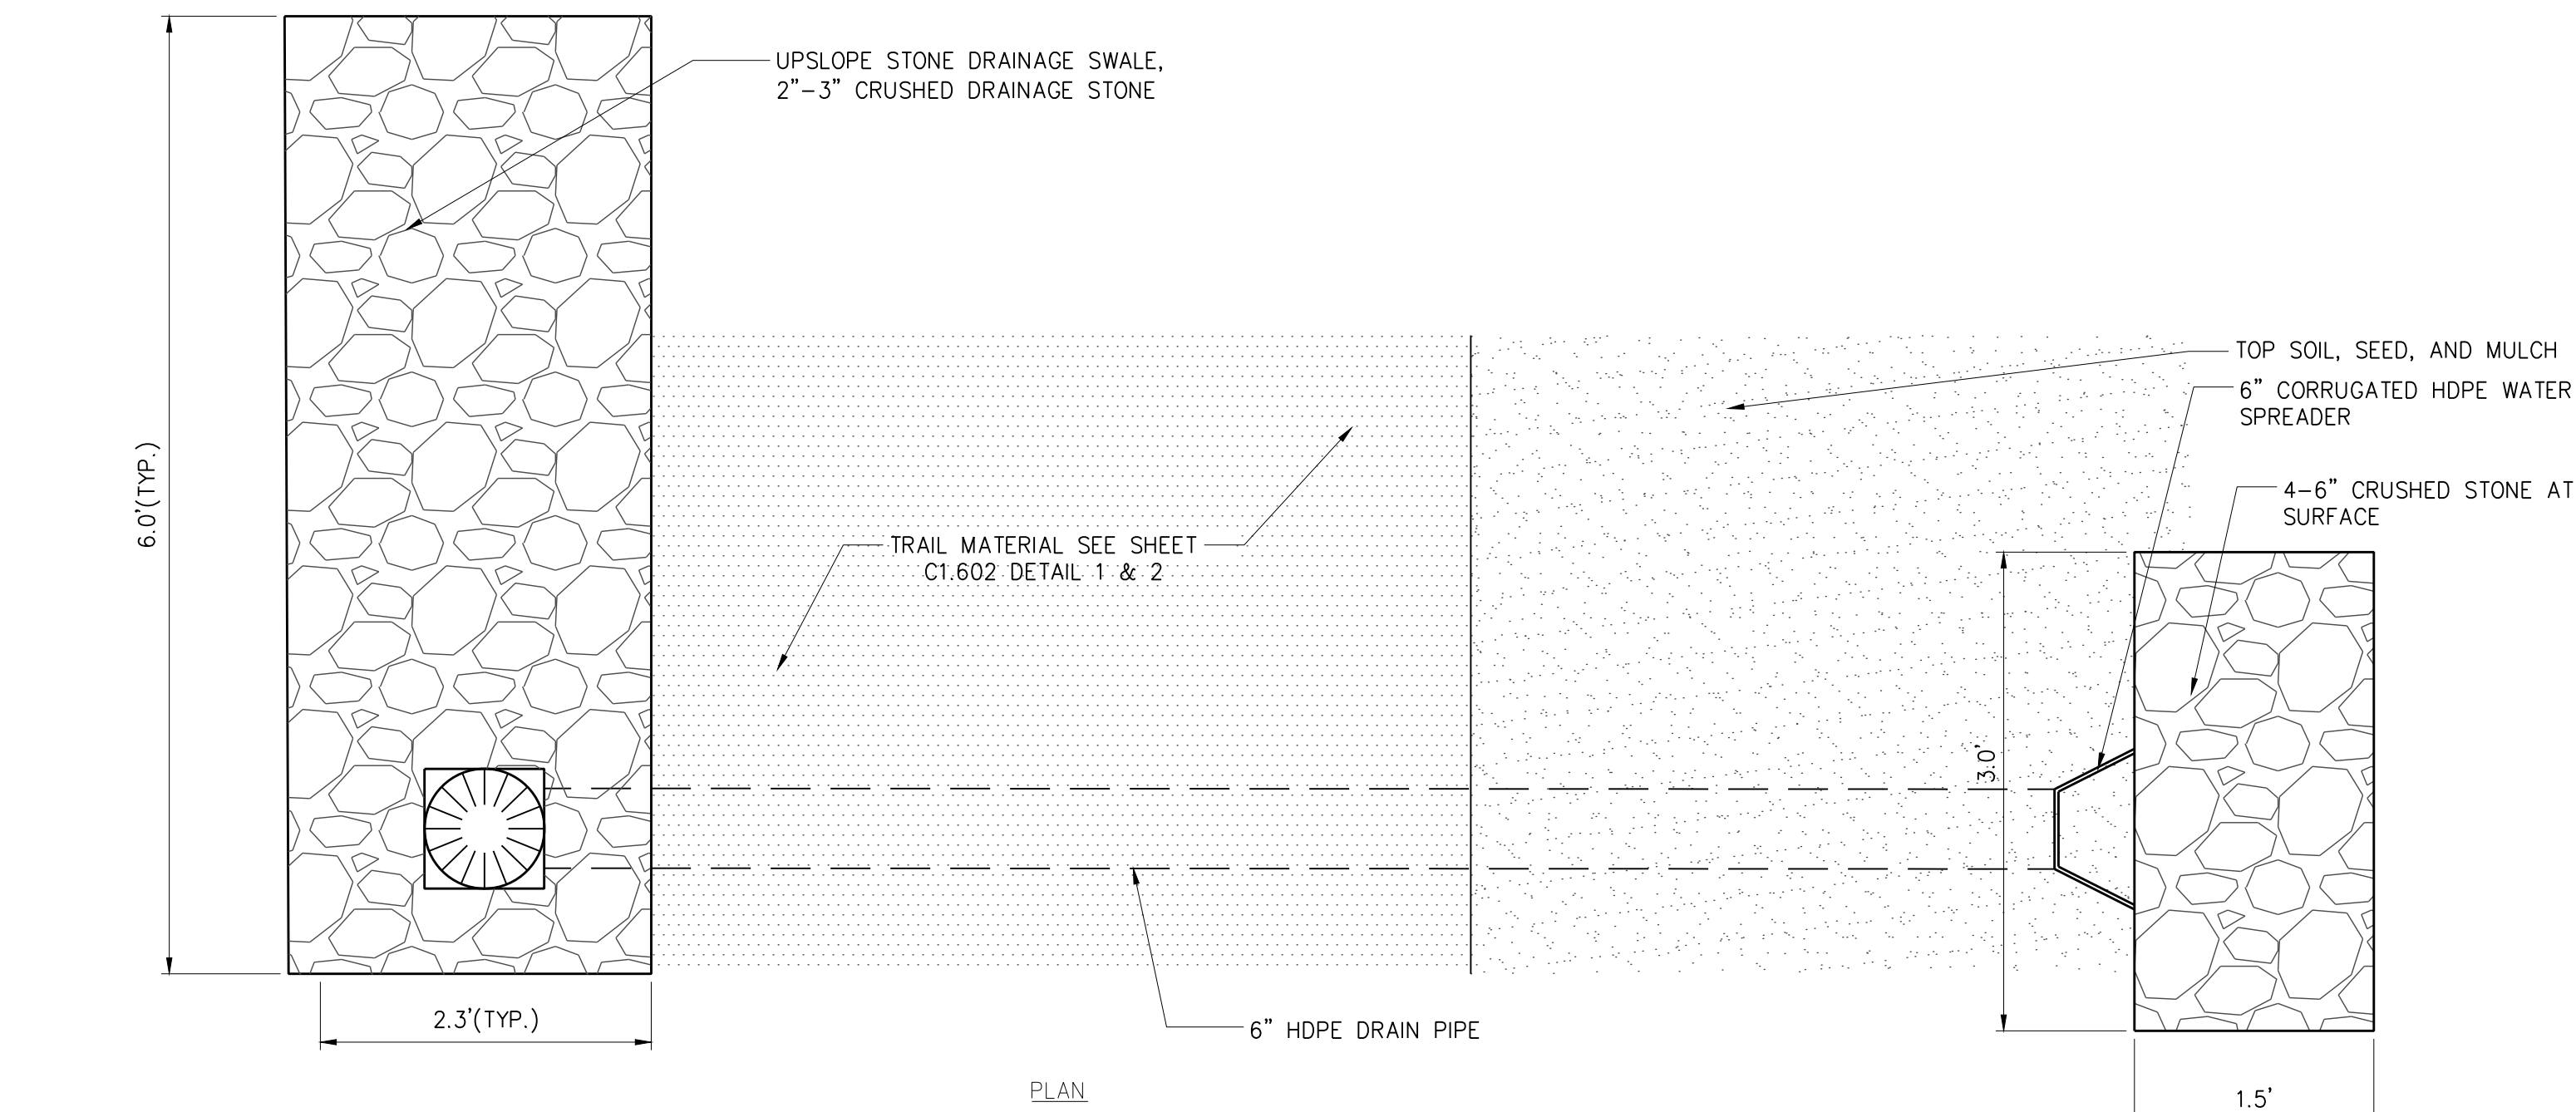 UPSLOPE STONE DRAINAGE SWALE,
2"-3" CRUSHED DRAINAGE STONE
TOP SOIL, SEED, AND MULCH
6" CORRUGATED HDPE WATER
SPREADER
4-6" CRUSHED STONE AT
SURFACE
6.0'(TYP.)
TRAIL MATERIAL SEE SHEET
C1.602 DETAIL 1 & 2
3.0'
2.3'(TYP.)
6" HDPE DRAIN PIPE
PLAN
1.5'